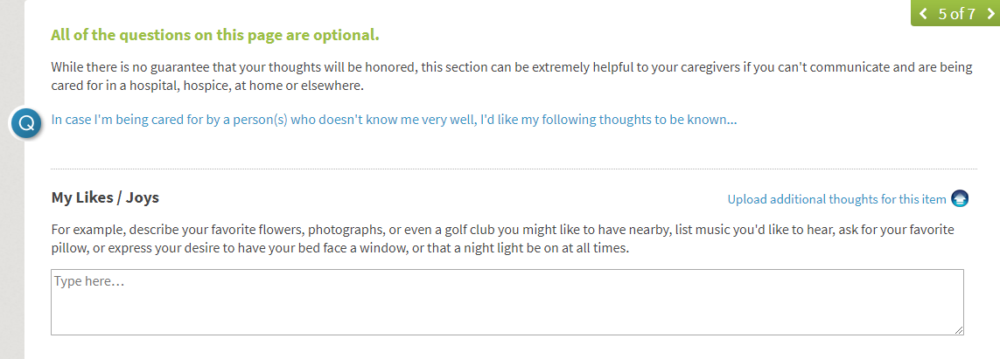 5 of 7
All of the questions on this page are optional.
While there is no guarantee that your thoughts will be honored, this section can be extremely helpful to your caregivers if you can't communicate and are being
cared for in a hospital, hospice, at home or elsewhere.
Q
In case I'm being cared for by a person(s) who doesn't know me very well, I'd like my following thoughts to be known...
My Likes / Joys
Upload additional thoughts for this item
For example, describe your favorite flowers, photographs, or even a golf club you might like to have nearby, list music you'd like to hear, ask for your favorite
pillow, or express your desire to have your bed face a window, or that a night light be on at all times.
Type here...